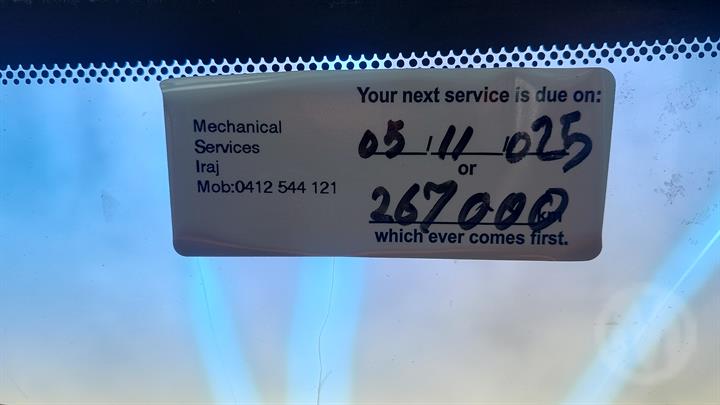 Your next service is due on:
Mechanical
Services
Iraj
Mob:0412 544 121
05/11/025
or
267000 km
which ever comes first.